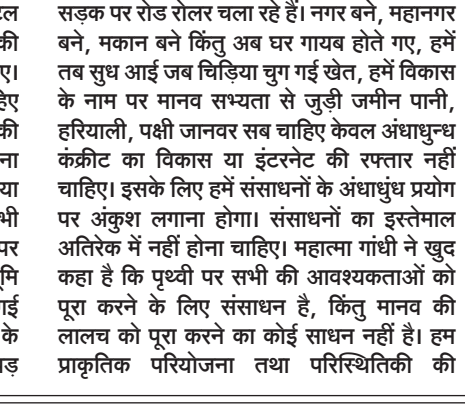 टल
की
ए।
हिए
की
ना
या
भी
पर
मि
गई
के
ाड़
सड़क पर रोड रोलर चला रहे हैं। नगर बने, महानगर
बने, मकान बने किंतु अब घर गायब होते गए, हमें
तब सुध आई जब चिड़िया चुग गई खेत, हमें विकास
के नाम पर मानव सभ्यता से जुड़ी जमीन पानी,
हरियाली, पक्षी जानवर सब चाहिए केवल अंधाधुन्ध
कंक्रीट का विकास या इंटरनेट की रफ्तार नहीं
चाहिए। इसके लिए हमें संसाधनों के अंधाधुंध प्रयोग
पर अंकुश लगाना होगा। संसाधनों का इस्तेमाल
अतिरेक में नहीं होना चाहिए। महात्मा गांधी ने खुद
कहा है कि पृथ्वी पर सभी की आवश्यकताओं को
पूरा करने के लिए संसाधन है, किंतु मानव की
लालच को पूरा करने का कोई साधन नहीं है। हम
प्राकृतिक परियोजना तथा परिस्थितिकी की